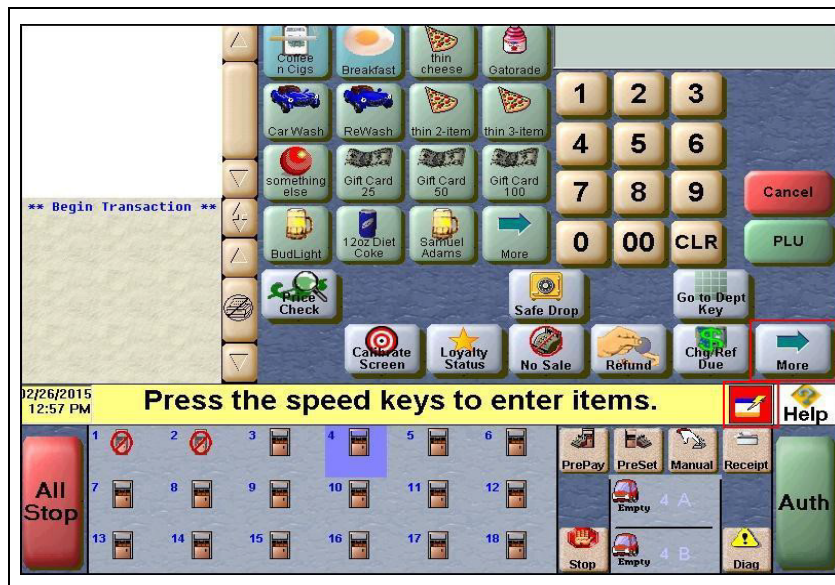 Coffee n Cigs
Breakfast
thin cheese
Gatorade
Car Wash
ReWash
thin 2-item
thin 3-item
something else
Gift Card 25
Gift Card 50
Gift Card 100
BudLight
12oz Diet Coke
Samuel Adams
More
1 2 3
4 5 6
7 8 9
0 00 CLR
Cancel
PLU
** Begin Transaction **
Price Check
Safe Drop
Go to Dept Key
Calibrate Screen
Loyalty Status
No Sale
Refund
Chg/Ref Due
More
02/26/2015
12:57 PM
Press the speed keys to enter items.
Help
All Stop
1 2 3 4 5 6
7 8 9 10 11 12
13 14 15 16 17 18
PrePay
PreSet
Manual
Receipt
Empty 4 A
Empty 4 B
Stop
Diag
Auth